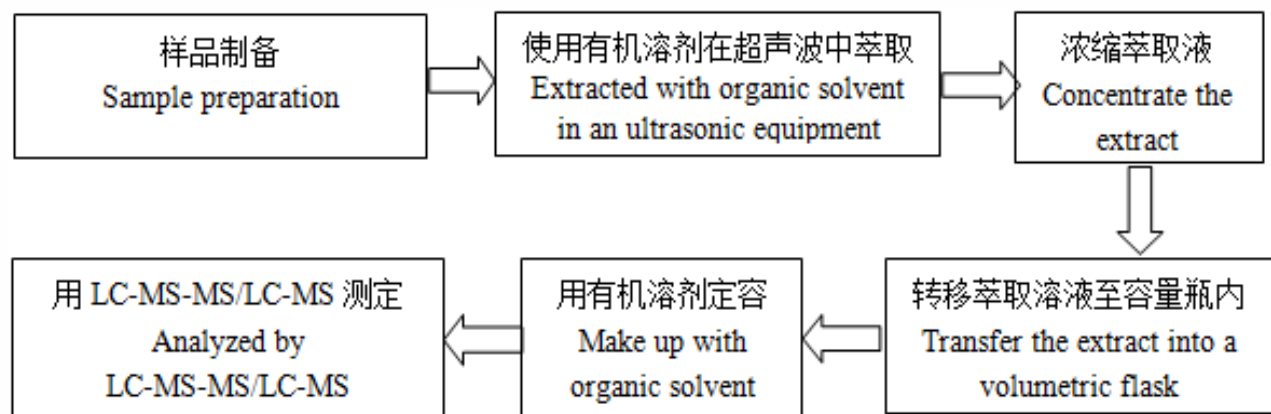 样品制备
Sample preparation
使用有机溶剂在超声波中萃取
Extracted with organic solvent
in an ultrasonic equipment
浓缩萃取液
Concentrate the
extract
转移萃取溶液至容量瓶内
Transfer the extract into a
volumetric flask
用有机溶剂定容
Make up with
organic solvent
用 LC-MS-MS/LC-MS 测定
Analyzed by
LC-MS-MS/LC-MS